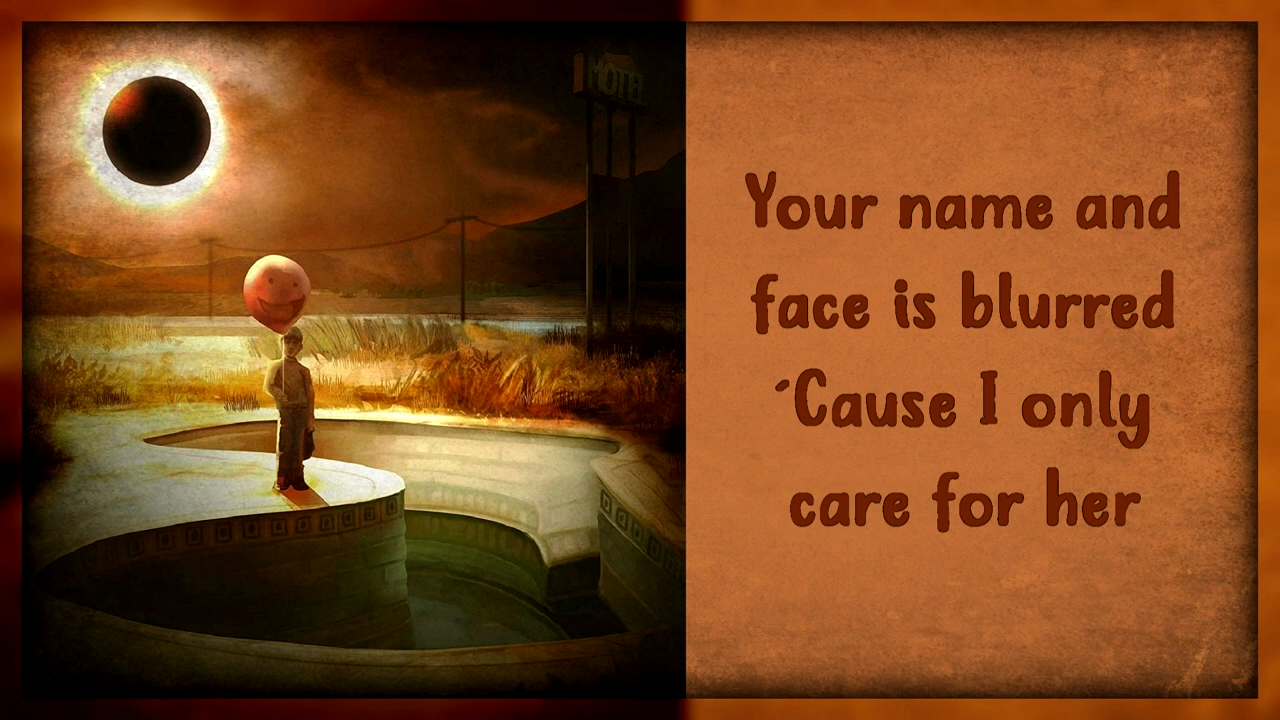 MOTEL
Your name and
face is blurred
´Cause I only
care for her